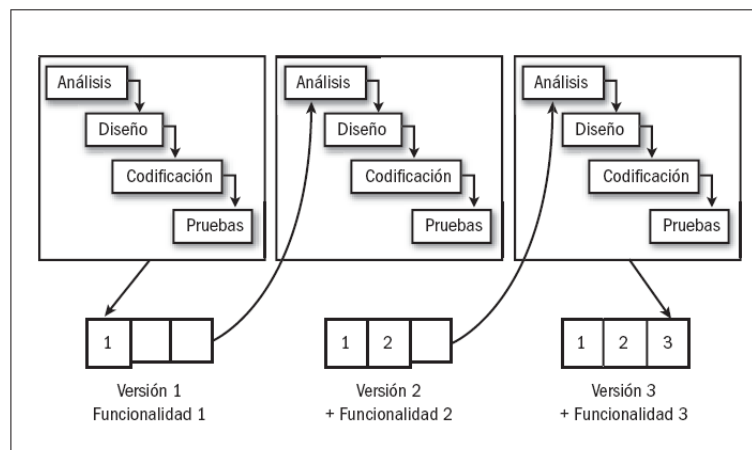 Análisis
Diseño
Codificación
Pruebas
Análisis
Diseño
Codificación
Pruebas
Análisis
Diseño
Codificación
Pruebas
1
1 2
1 2 3
Versión 1
Funcionalidad 1
Versión 2
+ Funcionalidad 2
Versión 3
+ Funcionalidad 3